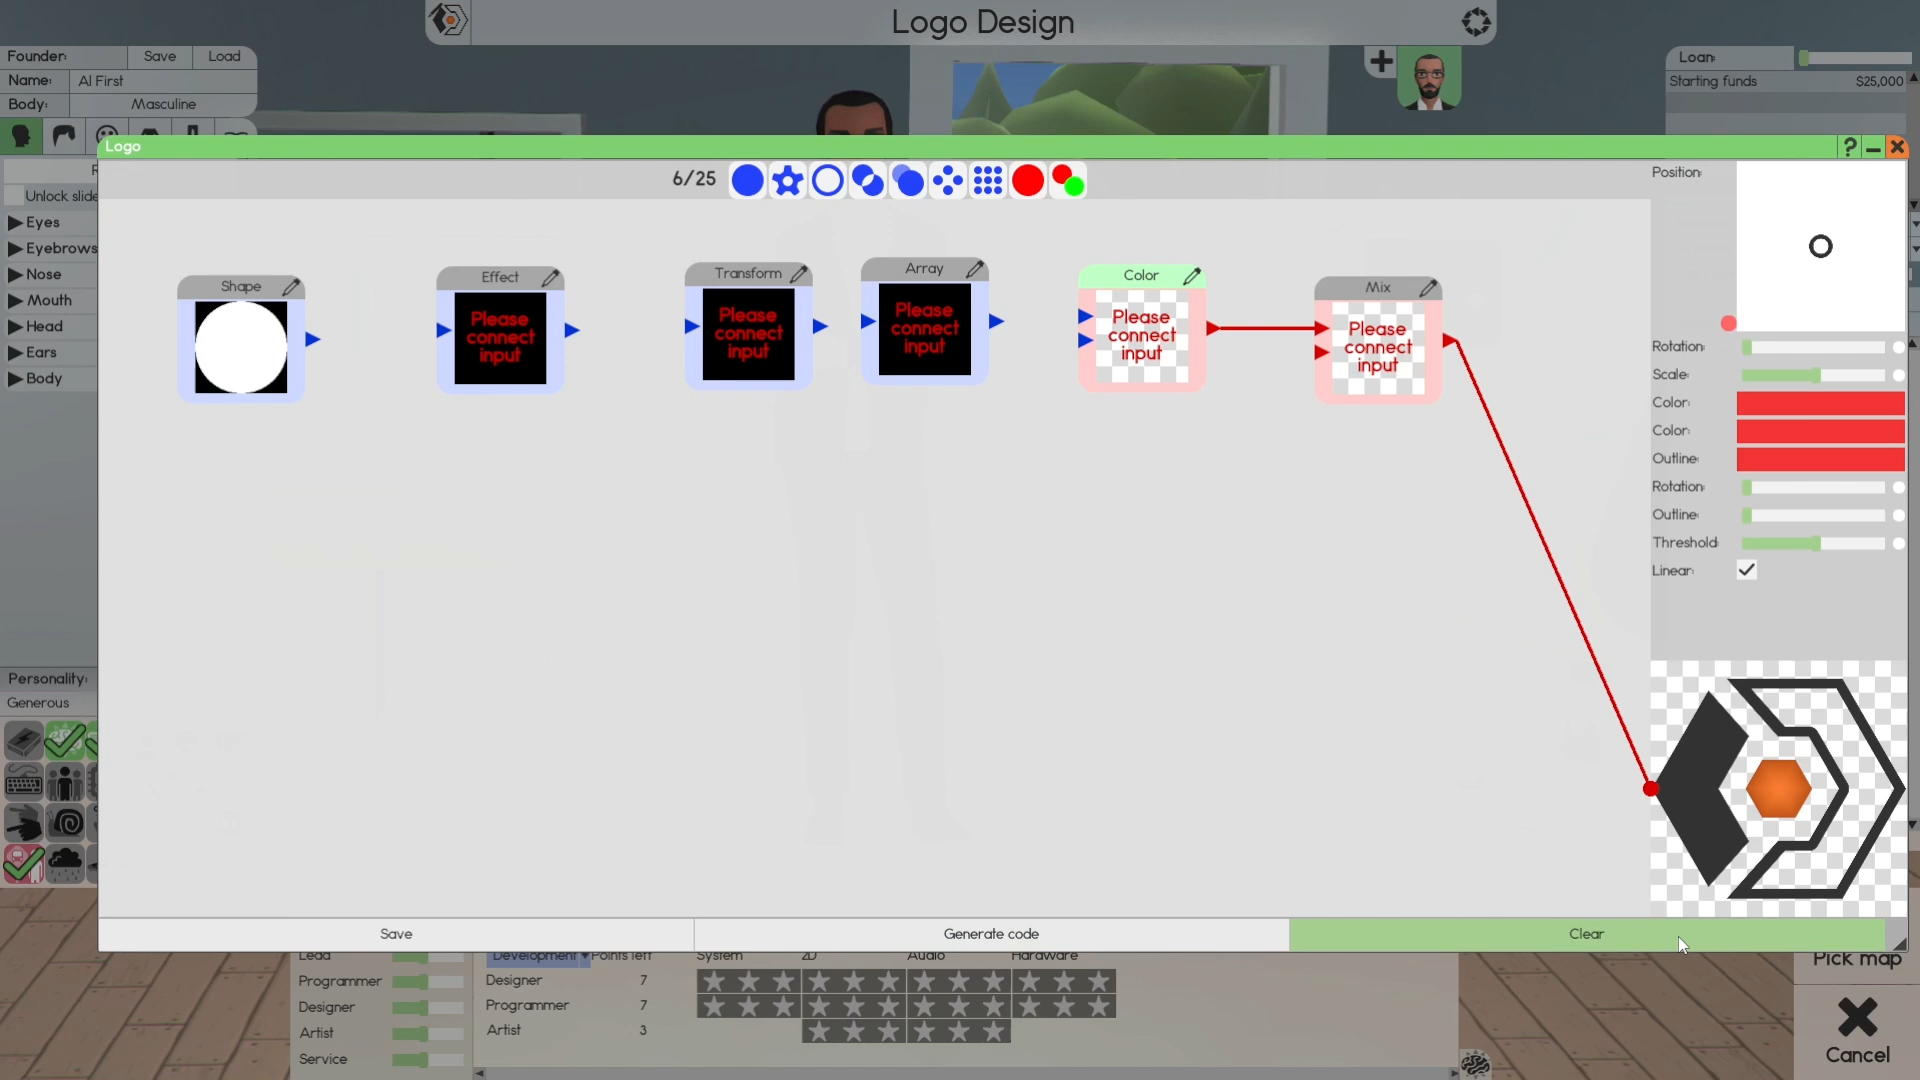 Logo Design
Founder:
Save
Load
Name:
AI First
Body:
Masculine
Loan:
Starting funds
$25,000
Logo
?
Position:
6/25
Unlock slide
Eyes
Eyebrows
Nose
Mouth
Head
Ears
Body
Shape
Effect
Please
connect
input
Transform
Please
connect
input
Array
Please
connect
input
Color
Please
connect
input
Mix
Please
connect
input
Rotation:
Scale:
Color:
Color:
Outline:
Rotation:
Outline:
Threshold:
Linear:
Personality:
Generous
Save
Generate code
Clear
Lead
Programmer
Designer
Artist
Service
Development
Points left
System
2D
Audio
Hardware
Designer
7
Programmer
7
Artist
3
Pick map
Cancel